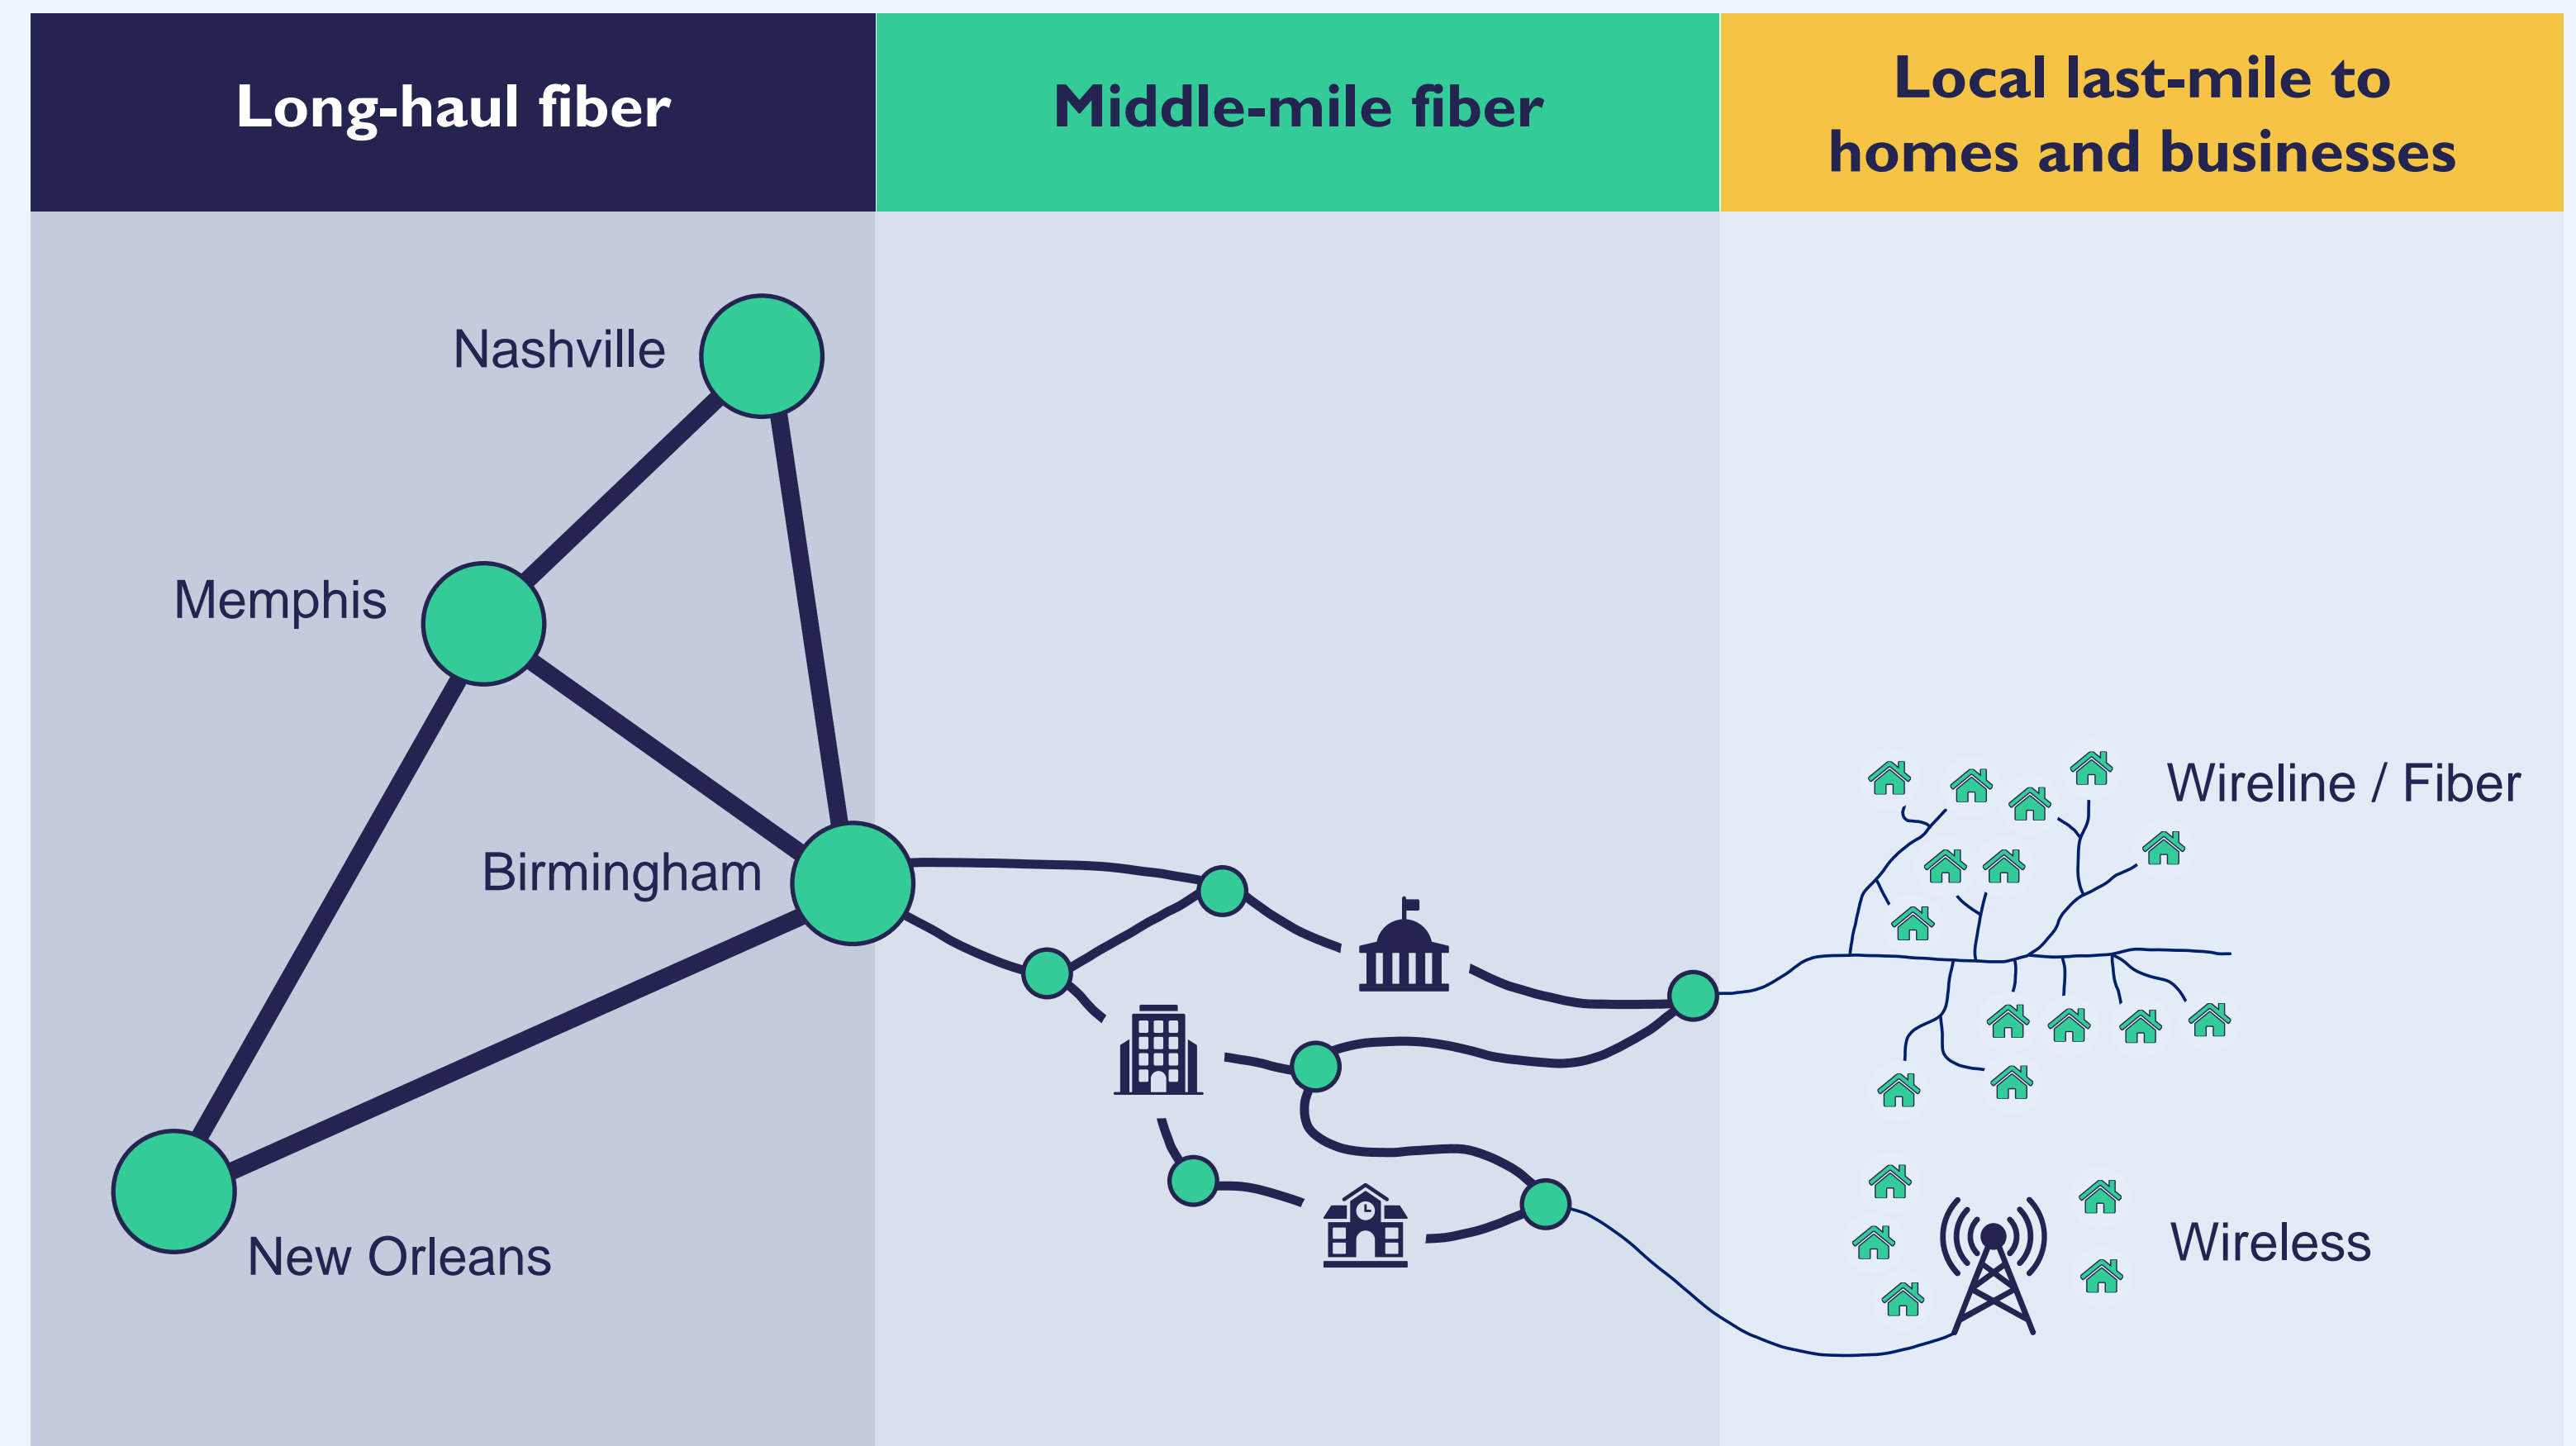 Long-haul fiber
Middle-mile fiber
Local last-mile to
homes and businesses
Nashville
Memphis
Birmingham
New Orleans
Wireline / Fiber
Wireless